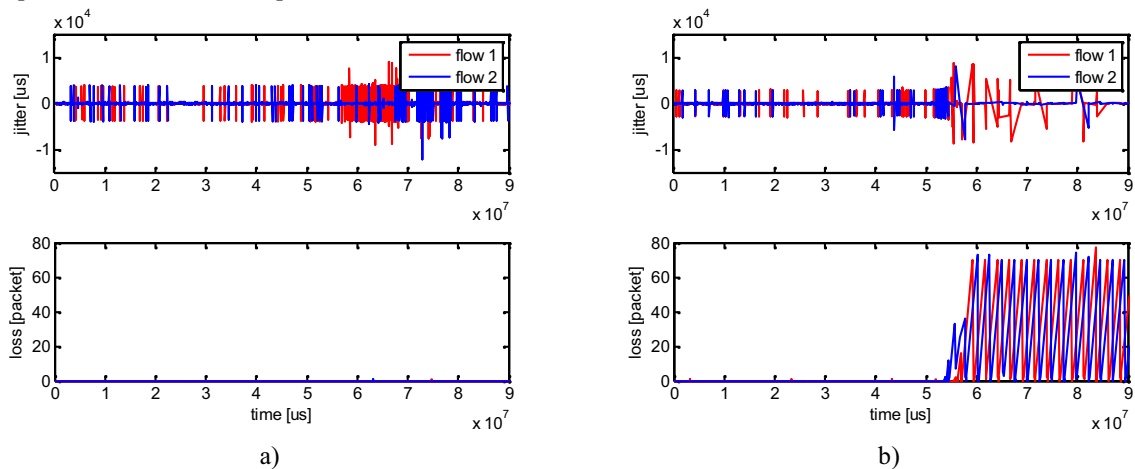 x 10^4
1
0
-1
jitter [us]
flow 1
flow 2
0 1 2 3 4 5 6 7 8 9
x 10^7
80
60
40
20
0
loss [packet]
0 1 2 3 4 5 6 7 8 9
time [us]
x 10^7
a)
x 10^4
1
0
-1
jitter [us]
flow 1
flow 2
0 1 2 3 4 5 6 7 8 9
x 10^7
80
60
40
20
0
loss [packet]
0 1 2 3 4 5 6 7 8 9
time [us]
x 10^7
b)